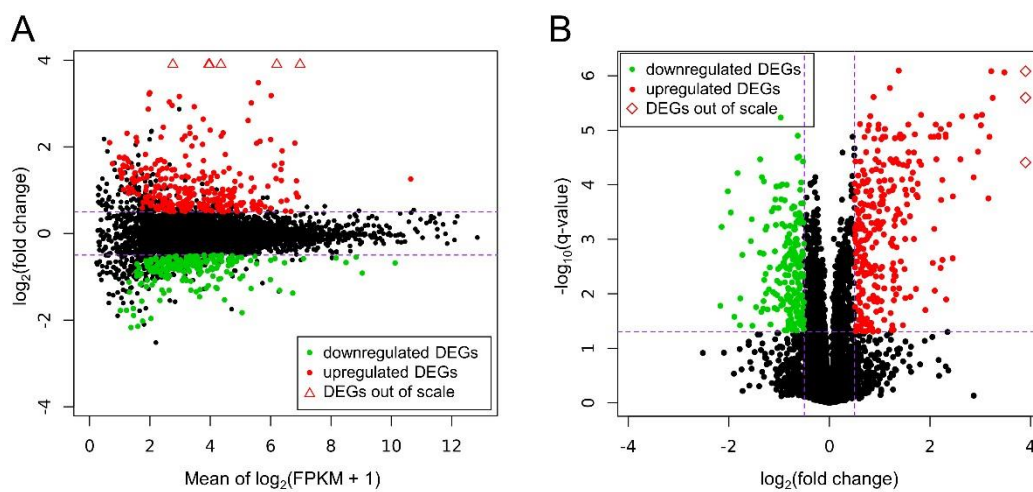 A
4
2
0
-2
-4
log2(fold change)
downregulated DEGs
upregulated DEGs
DEGs out of scale
0 2 4 6 8 10 12
Mean of log2(FPKM + 1)
B
6
5
4
3
2
1
0
-log10(q-value)
downregulated DEGs
upregulated DEGs
DEGs out of scale
-4 -2 0 2 4
log2(fold change)